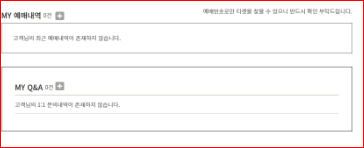 예매번호로만 티켓을 찾을 수 있으니 반드시 확인 부탁드립니다.
MY 예매내역 0건 +
고객님의 최근 예매내역이 존재하지 않습니다.
MY Q&A 0건 +
고객님의 1:1 문의내역이 존재하지 않습니다.